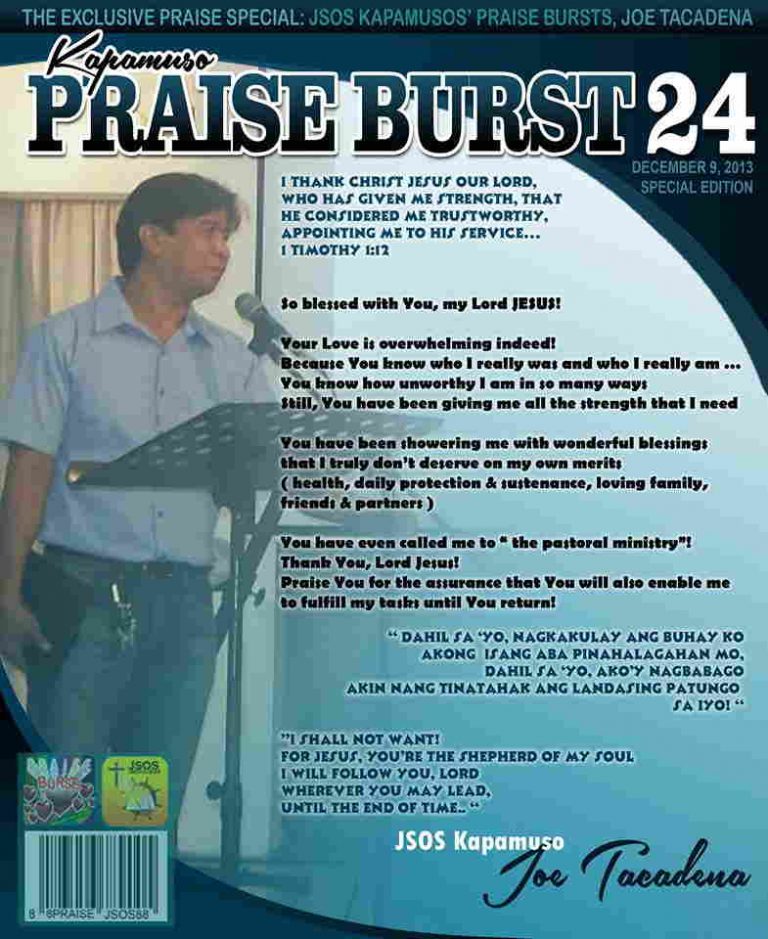 THE EXCLUSIVE PRAISE SPECIAL: JSOS KAPAMUSOS' PRAISE BURSTS, JOE TACADENA
Kapamuso
PRAISE BURST 24
DECEMBER 9, 2013
SPECIAL EDITION
I THANK CHRIST JESUS OUR LORD,
WHO HAS GIVEN ME STRENGTH, THAT
HE CONSIDERED ME TRUSTWORTHY,
APPOINTING ME TO HIS SERVICE...
1 TIMOTHY 1:12
So blessed with You, my Lord JESUS!
Your Love is overwhelming indeed!
Because You know who I really was and who I really am ...
You know how unworthy I am in so many ways
Still, You have been giving me all the strength that I need
You have been showering me with wonderful blessings
that I truly don't deserve on my own merits
( health, daily protection & sustenance, loving family,
friends & partners )
You have even called me to " the pastoral ministry"!
Thank You, Lord Jesus!
Praise You for the assurance that You will also enable me
to fulfill my tasks until You return!
" DAHIL SA 'YO, NAGKAKULAY ANG BUHAY KO
AKONG ISANG ABA PINAHALAGAHAN MO,
DAHIL SA 'YO, AKO'Y NAGBABAGO
AKIN NANG TINATAHAK ANG LANDASING PATUNGO
SA IYO! "
"I SHALL NOT WANT!
FOR JESUS, YOU'RE THE SHEPHERD OF MY SOUL
I WILL FOLLOW YOU, LORD
WHEREVER YOU MAY LEAD,
UNTIL THE END OF TIME.. "
JSOS Kapamuso
Joe Tacadena
PRAISE
BURST
JSOS
8 8PRAISE JSOS88